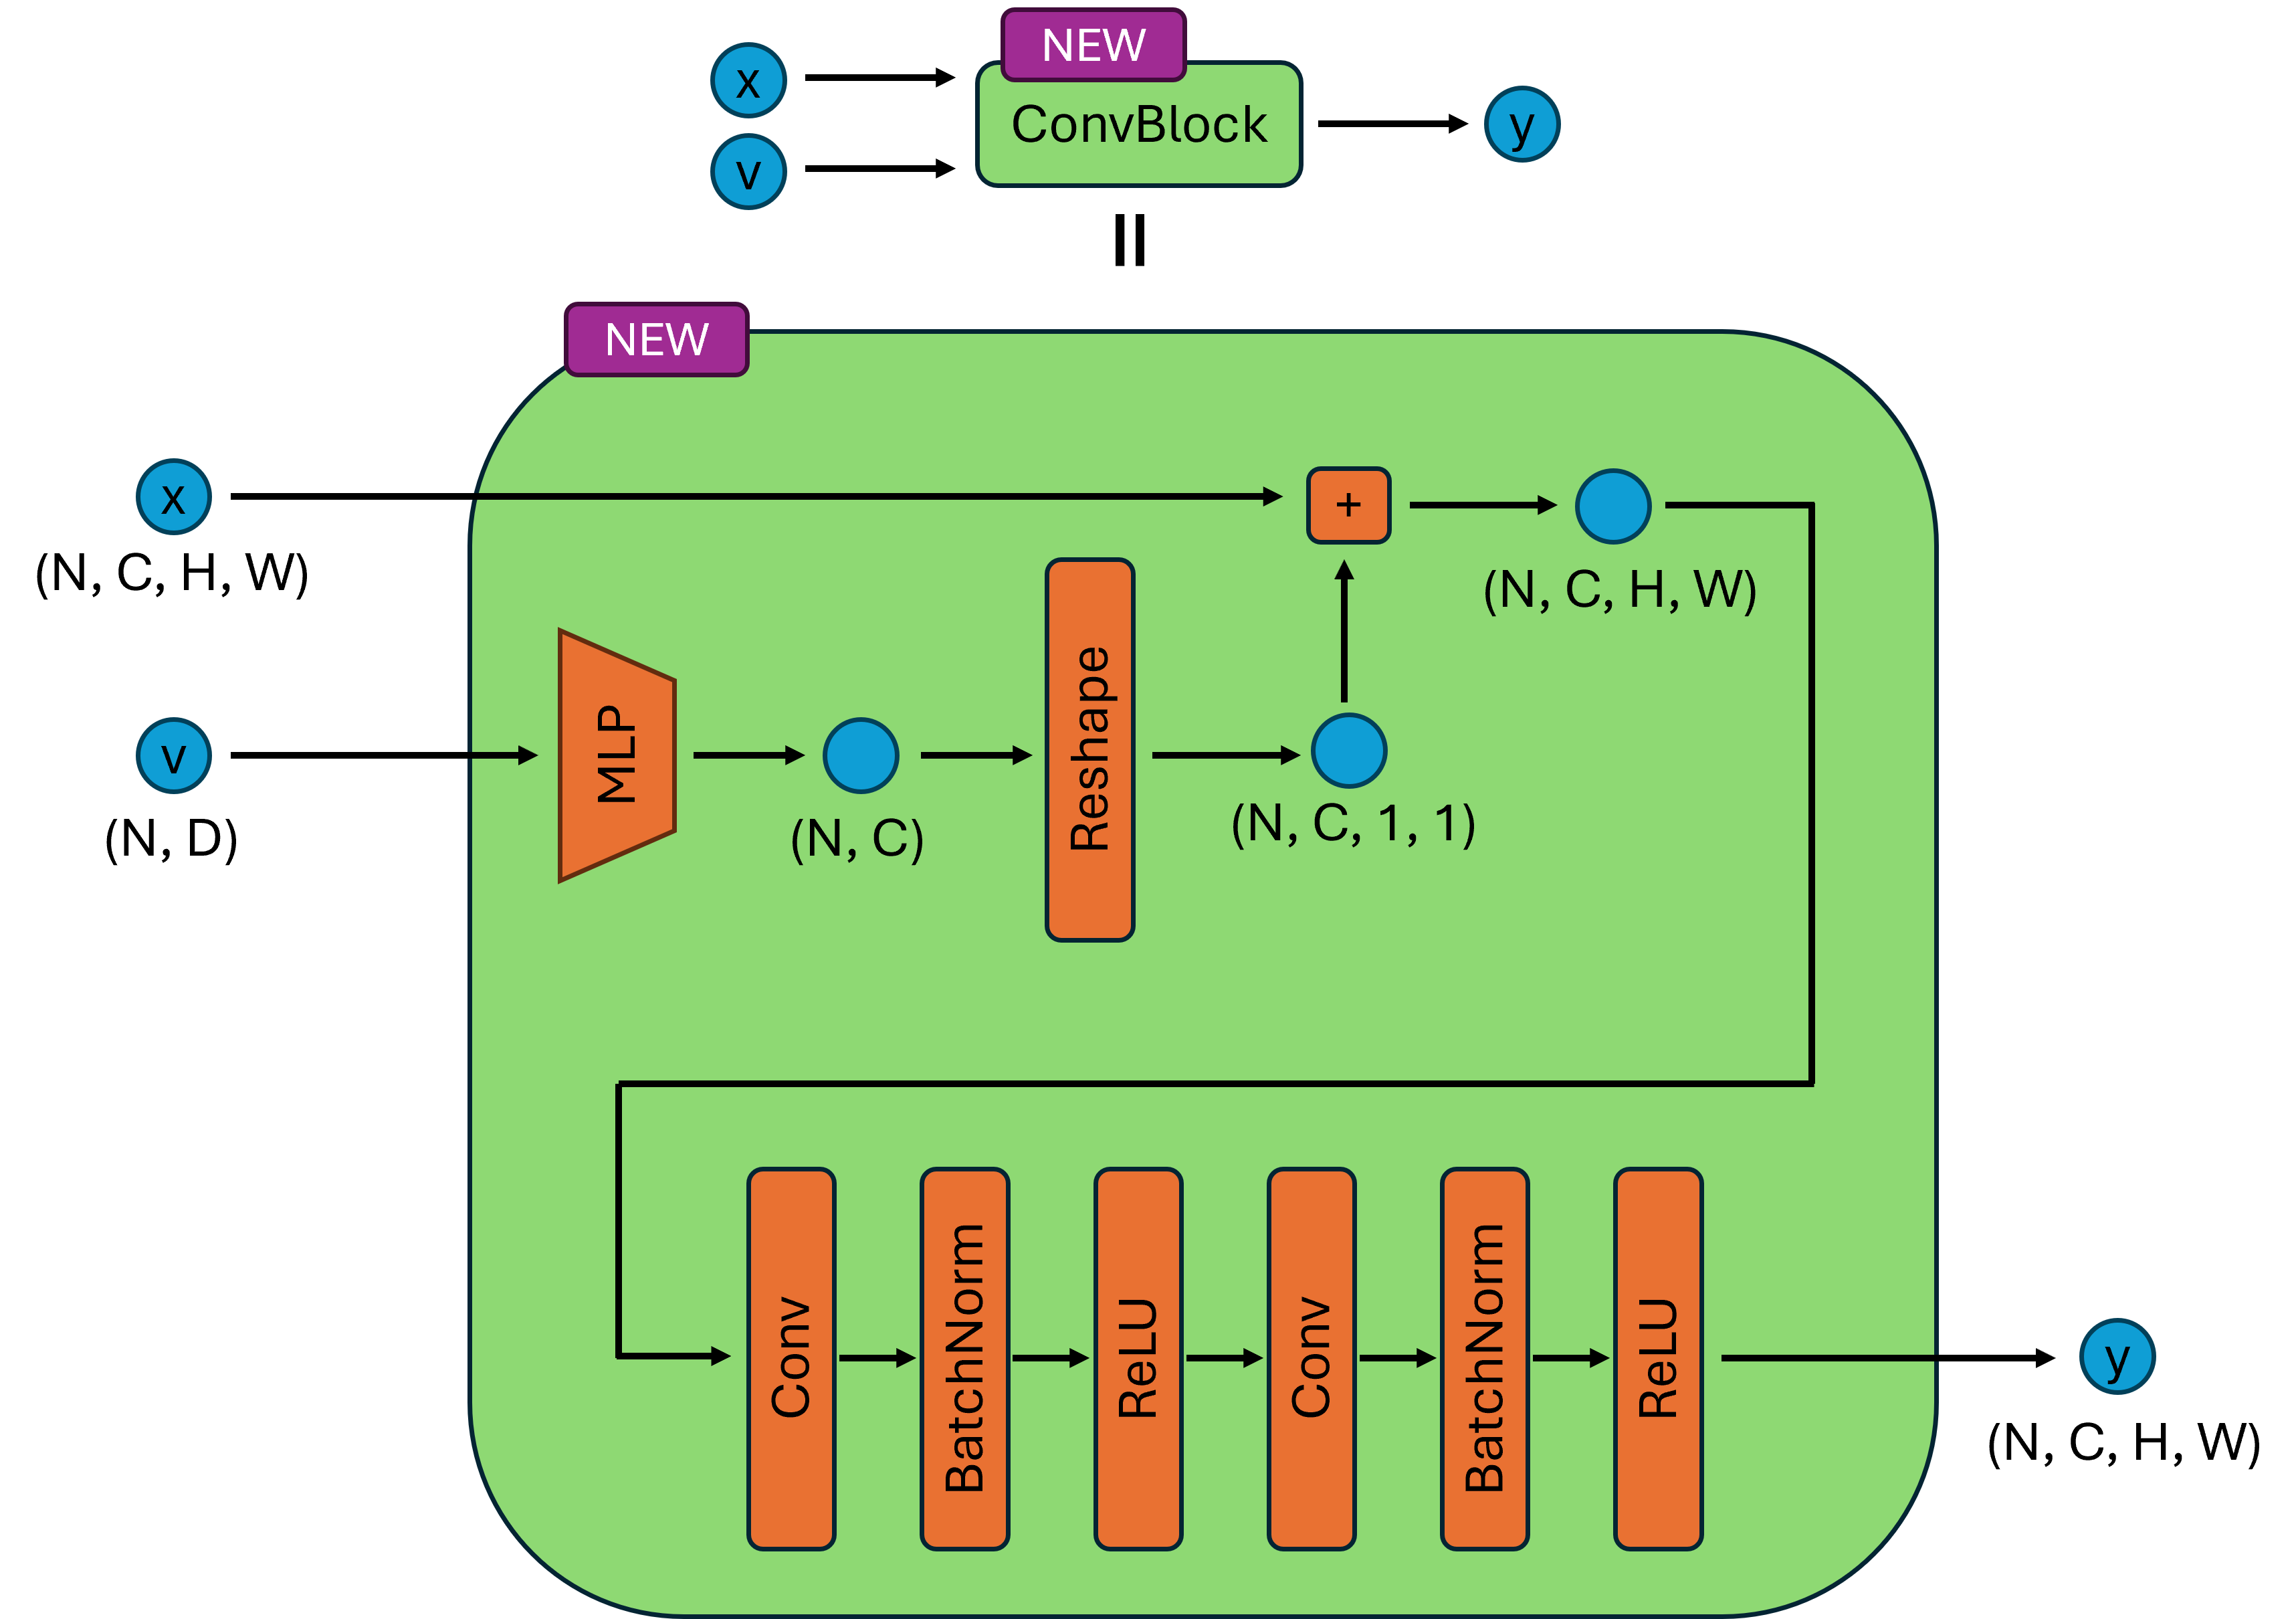 NEW
x
ConvBlock
y
v
NEW
x
+
(N, C, H, W)
(N, C, H, W)
MLP
Reshape
v
(N, D)
(N, C)
(N, C, 1, 1)
Conv
BatchNorm
ReLU
Conv
BatchNorm
ReLU
y
(N, C, H, W)